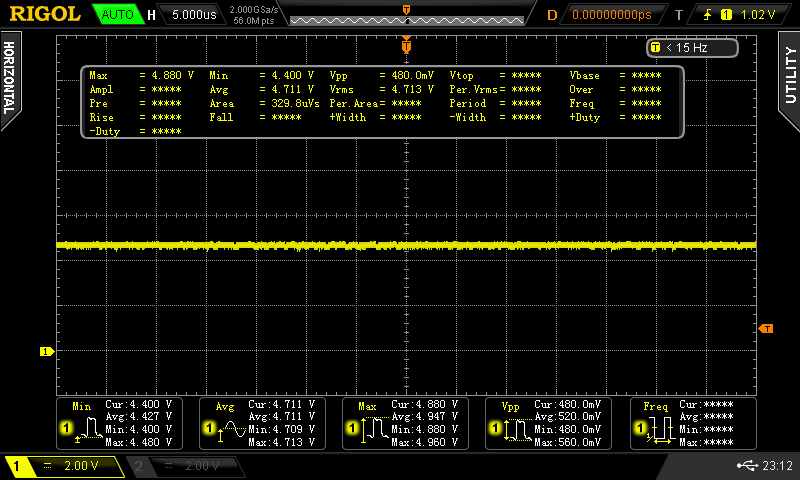 RIGOL AUTO H 5.000us 2.000GSa/s D 0.00000000ps T 1 1.02 V
56.0M pts
T
T < 15 Hz
HORIZONTAL
UTILITY
Max = 4.880 V Min = 4.400 V Vpp = 480.0mV Vtop = ***** Vbase = *****
Ampl = ***** Avg = 4.711 V Vrms = 4.713 V Per.Vrms= ***** Over = *****
Pre = ***** Area = 329.8uVs Per.Area= ***** Period = ***** Freq = *****
Rise = ***** Fall = ***** +Width = ***** -Width = ***** +Duty = *****
-Duty = *****
T
1
Min Cur:4.400 V
Avg:4.427 V
1 Min:4.400 V
Max:4.480 V
Avg Cur:4.711 V
Avg:4.711 V
1 Min:4.709 V
Max:4.713 V
Max Cur:4.880 V
Avg:4.947 V
1 Min:4.880 V
Max:4.960 V
Vpp Cur:480.0mV
Avg:520.0mV
1 Min:480.0mV
Max:560.0mV
Freq Cur:*****
Avg:*****
1 Min:*****
Max:*****
1 2.00 V 2 2.00 V 23:12